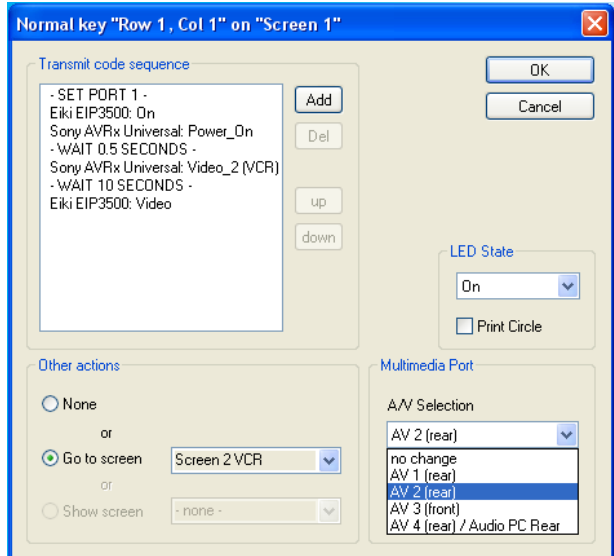 Normal key "Row 1, Col 1" on "Screen 1"
Transmit code sequence
- SET PORT 1 -
Eiki EIP3500: On
Sony AVRx Universal: Power_On
- WAIT 0.5 SECONDS -
Sony AVRx Universal: Video_2 (VCR)
- WAIT 10 SECONDS -
Eiki EIP3500: Video
Add
Del
up
down
OK
Cancel
LED State
On
Print Circle
Other actions
None
or
Go to screen
Screen 2 VCR
or
Show screen
- none -
Multimedia Port
A/V Selection
AV 2 (rear)
no change
AV 1 (rear)
AV 2 (rear)
AV 3 (front)
AV 4 (rear) / Audio PC Rear